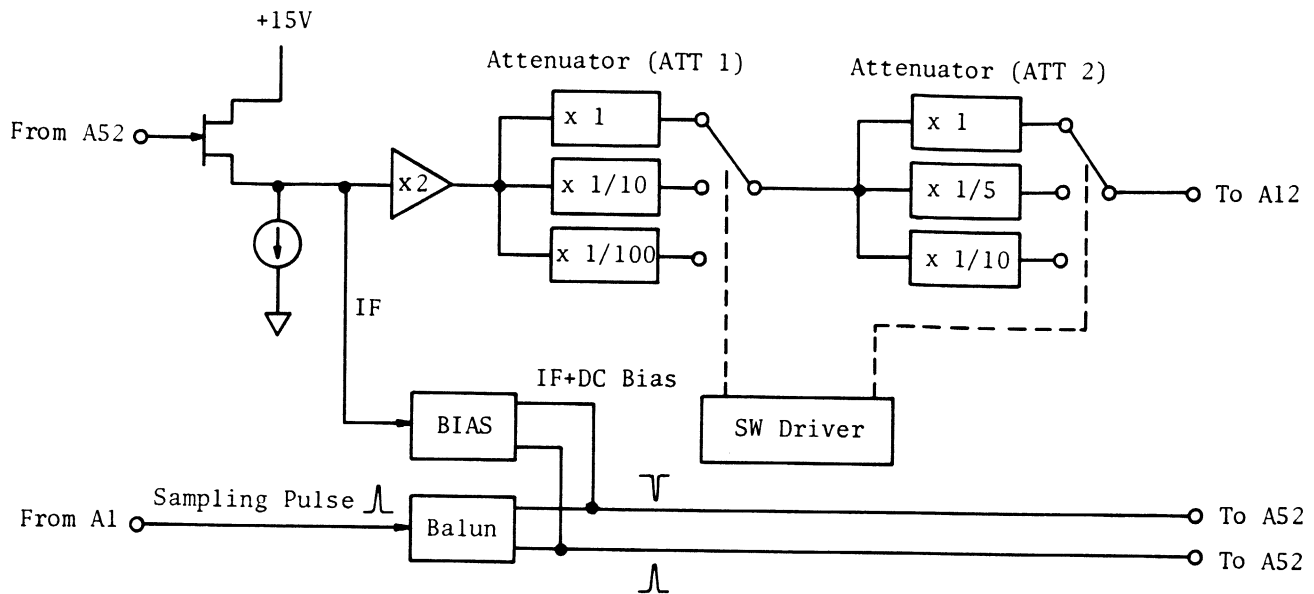 +15V
Attenuator (ATT 1)
Attenuator (ATT 2)
From A52
x 1
x 1
x2
x 1/10
x 1/5
To A12
x 1/100
x 1/10
IF
IF+DC Bias
BIAS
SW Driver
Sampling Pulse
From A1
Balun
To A52
To A52